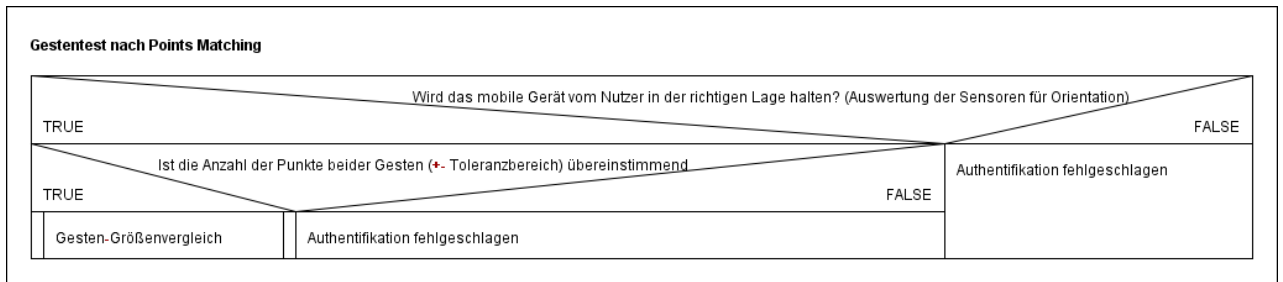 Gestentest nach Points Matching
Wird das mobile Gerät vom Nutzer in der richtigen Lage halten? (Auswertung der Sensoren für Orientation)
TRUE
FALSE
Ist die Anzahl der Punkte beider Gesten (+- Toleranzbereich) übereinstimmend
Authentifikation fehlgeschlagen
TRUE
FALSE
Gesten-Größenvergleich
Authentifikation fehlgeschlagen